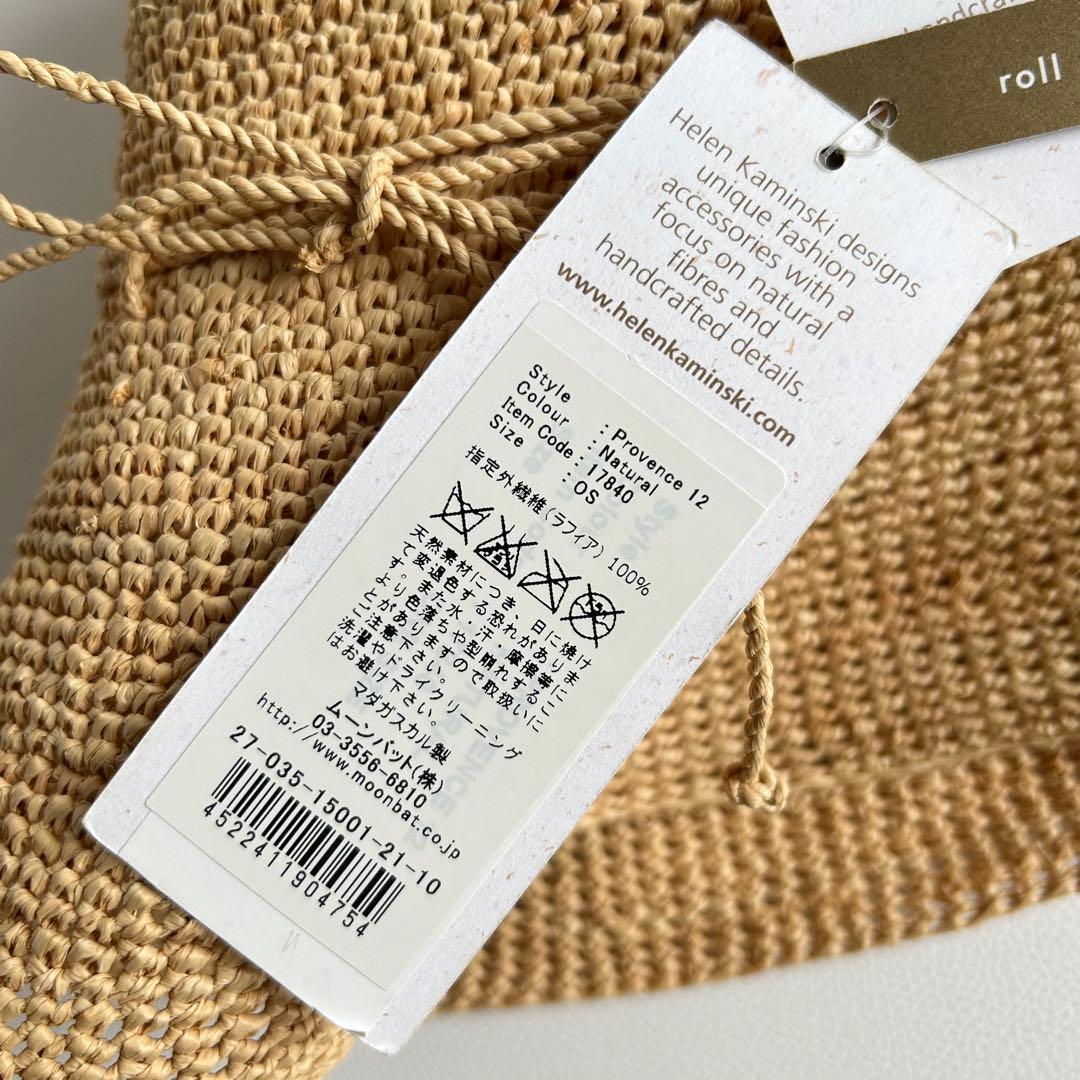 handcra
roll
Helen Kaminski designs
unique fashion
accessories with a
focus on natural
fibres and
handcrafted details.
www.helenkaminski.com
Style : Provence 12
Colour : Natural
Item Code : 17840
Size : OS
指定外繊維(ラフィア) 100%
天然素材につき、日に焼け
て変退色する恐れがありま
す。また水・汗・摩擦等に
より色落ちや型崩れするこ
とがありますので取扱いに
ご注意下さい。
洗濯やドライクリーニング
はお避け下さい。
マダガスカル製
ムーンバット(株)
03-3556-6810
http://www.moonbat.co.jp
27-035-15001-21-10
4522411904754